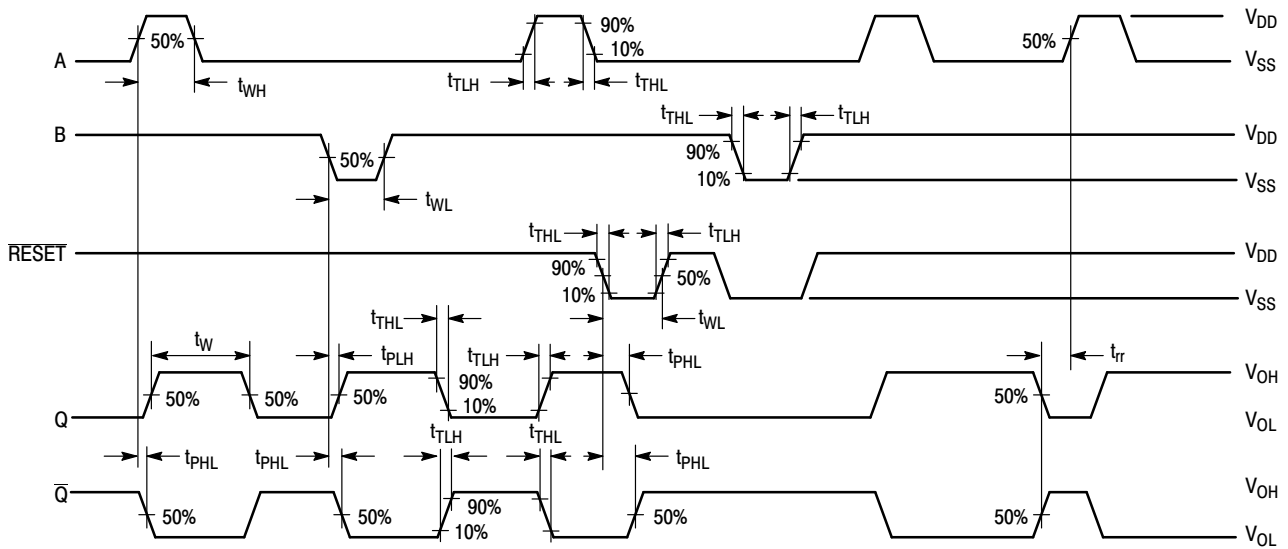 90% V_DD
50% 50%
A 10% V_SS
t_WH t_TLH t_THL
t_THL t_TLH
B V_DD
50% 90%
10% V_SS
t_WL
t_THL t_TLH
R̅E̅S̅E̅T̅ V_DD
90% 50%
10% V_SS
t_THL t_WL
t_W t_PLH t_TLH t_PHL t_rr
V_OH
90%
50% 50% 50% 50%
Q 10% V_OL
t_TLH t_THL
t_PHL t_PHL t_PHL
Q̅ V_OH
90%
50% 50% 50% 50%
10% V_OL